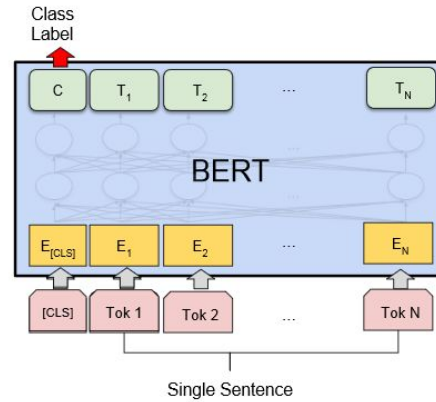 Class
Label
C T1 T2 ... TN
...
BERT
...
E[CLS] E1 E2 ... EN
[CLS] Tok 1 Tok 2 ... Tok N
Single Sentence